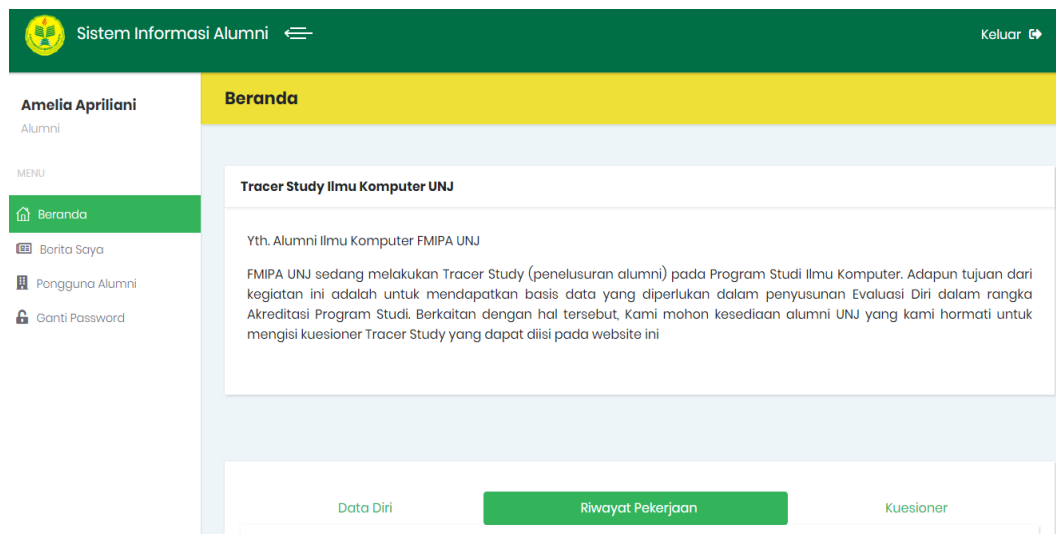 Sistem Informasi Alumni
Keluar
Amelia Apriliani
Alumni
MENU
Beranda
Borita Saya
Pongguna Alumni
Ganti Password
Beranda
Tracer Study Ilmu Komputer UNJ
Yth. Alumni Ilmu Komputer FMIPA UNJ
FMIPA UNJ sedang melakukan Tracer Study (penelusuran alumni) pada Program Studi Ilmu Komputer. Adapun tujuan dari
kegiatan ini adalah untuk mendapatkan basis data yang diperlukan dalam penyusunan Evaluasi Diri dalam rangka
Akreditasi Program Studi. Berkaitan dengan hal tersebut, Kami mohon kesediaan alumni UNJ yang kami hormati untuk
mengisi kuesioner Tracer Study yang dapat diisi pada website ini
Data Diri
Riwayat Pekerjaan
Kuesioner